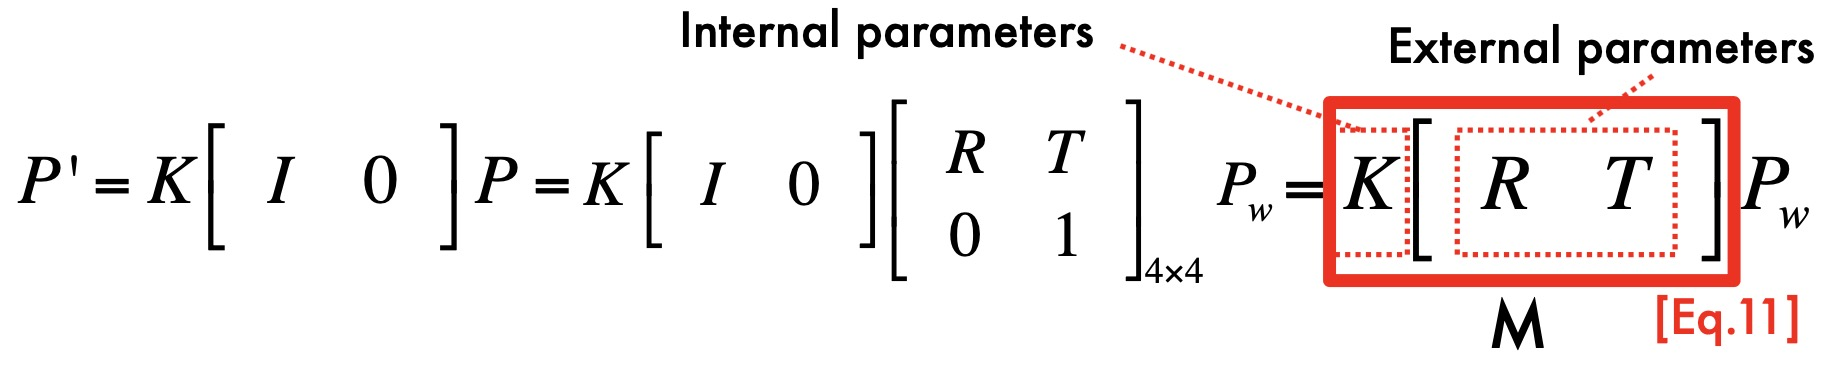 Internal parameters
External parameters
P' = K [ I 0 ] P = K [ I 0 ] [ R T
0 1 ]4×4 Pw = K [ R T ] Pw
M
[Eq.11]